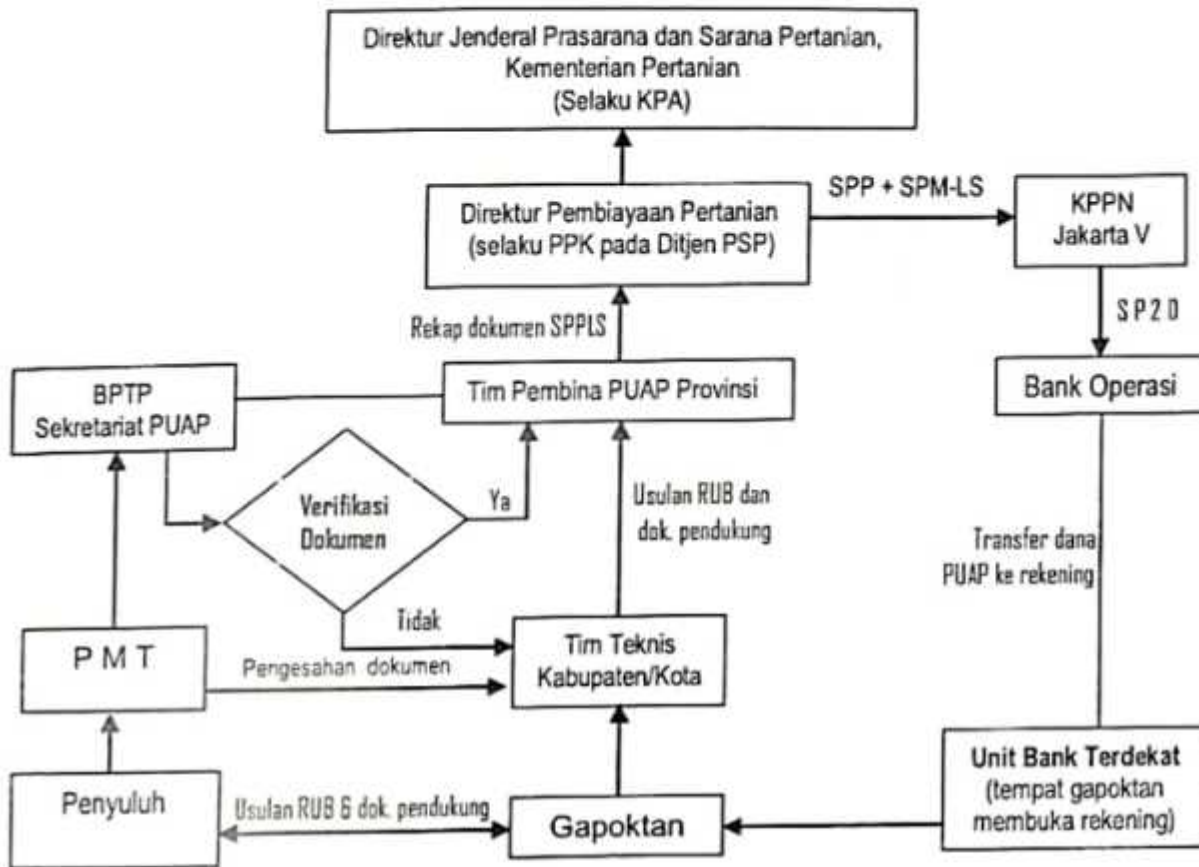 Direktur Jenderal Prasarana dan Sarana Pertanian,
Kementerian Pertanian
(Selaku KPA)
SPP + SPM-LS
Direktur Pembiayaan Pertanian
(selaku PPK pada Ditjen PSP)
KPPN
Jakarta V
Rekap dokumen SPPLS
SP2D
BPTP
Sekretariat PUAP
Tim Pembina PUAP Provinsi
Bank Operasi
Verifikasi
Dokumen
Ya
Usulan RUB dan
dok. pendukung
Transfer dana
PUAP ke rekening
Tidak
PMT
Pengesahan dokumen
Tim Teknis
Kabupaten/Kota
Penyuluh
Usulan RUB & dok. pendukung
Gapoktan
Unit Bank Terdekat
(tempat gapoktan
membuka rekening)